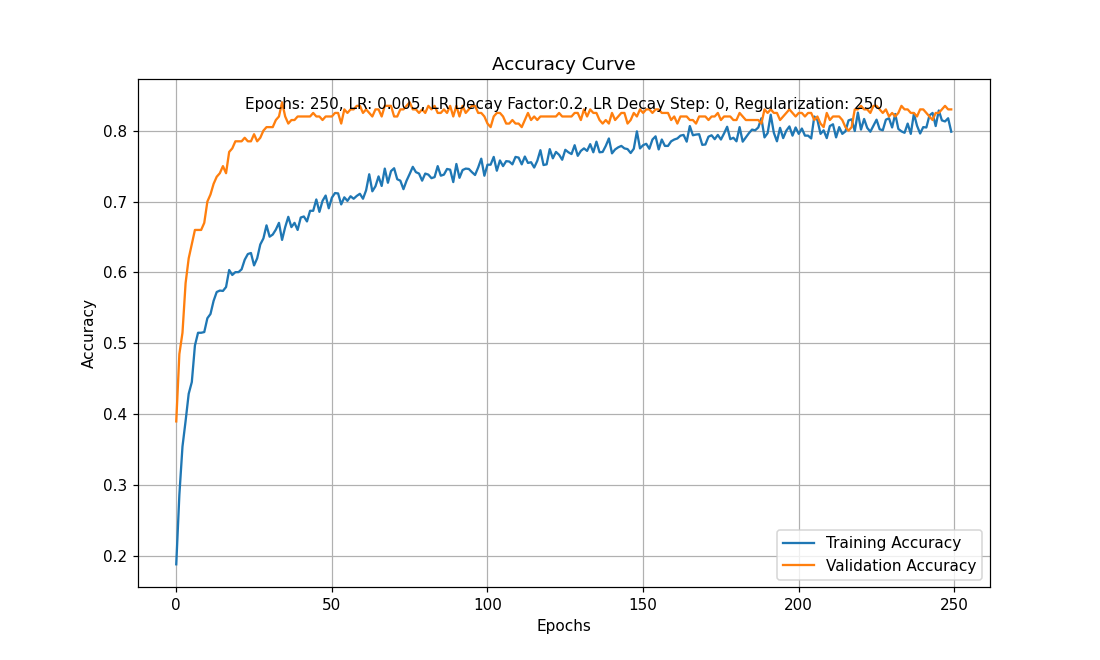 Accuracy Curve
Epochs: 250, LR: 0.005, LR Decay Factor:0.2, LR Decay Step: 0, Regularization: 250
0.8
0.7
0.6
0.5
0.4
0.3
0.2
Accuracy
Training Accuracy
Validation Accuracy
0 50 100 150 200 250
Epochs